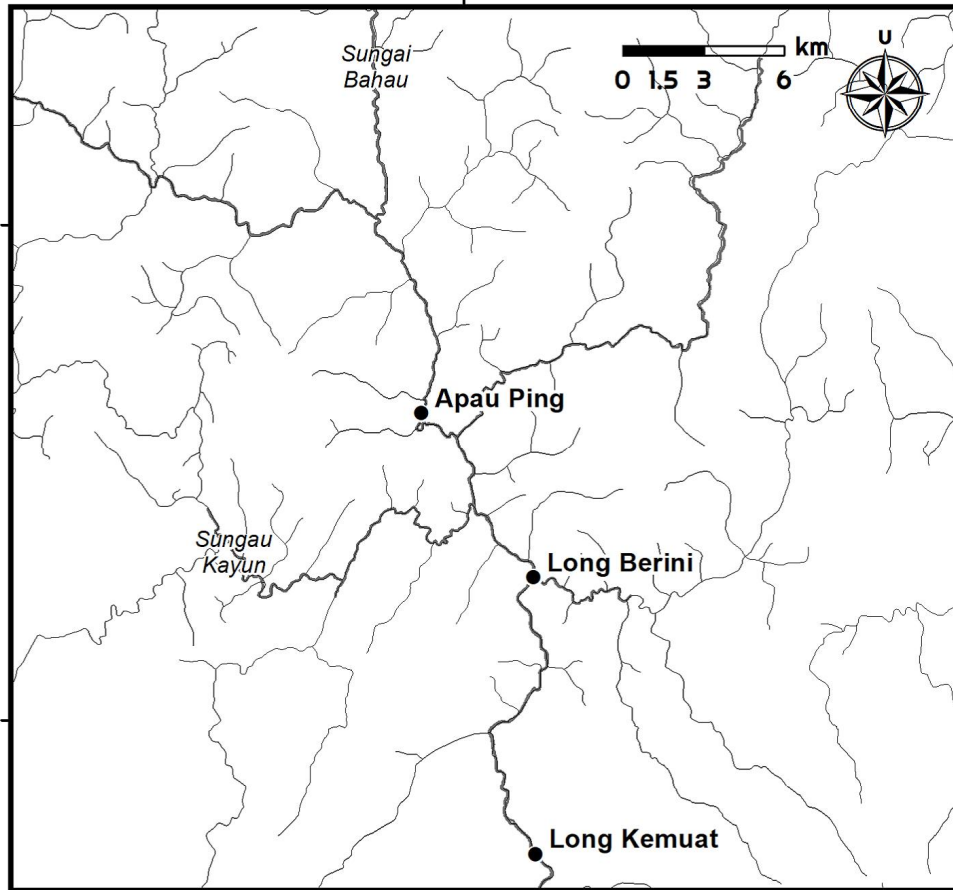 Sungai
Bahau
km
0 1.5 3 6
U
Apau Ping
Sungau
Kayun
Long Berini
Long Kemuat